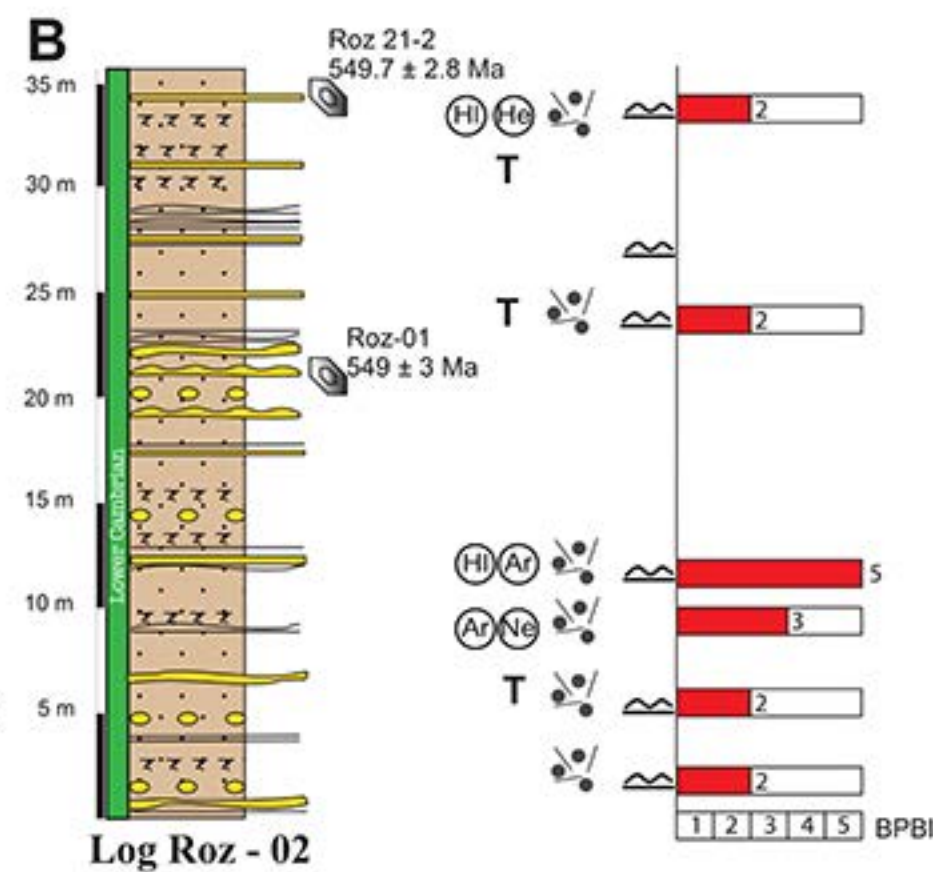 B
Roz 21-2
549.7 ± 2.8 Ma
35 m
Hl He
2
T
30 m
25 m
T
2
Roz-01
549 ± 3 Ma
20 m
15 m
Lower Cambrian
Hl Ar
5
10 m
Ar Ne
3
T
5 m
2
2
1 2 3 4 5 BPBI
Log Roz - 02